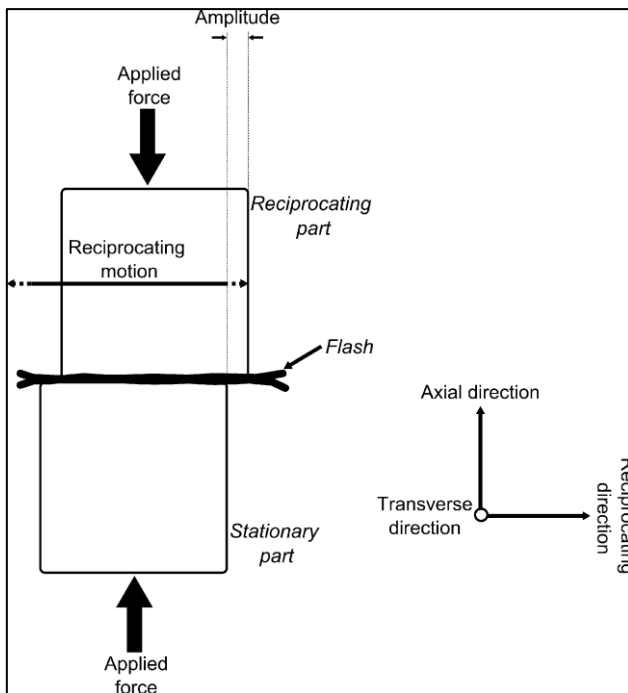 Amplitude
Applied
force
Reciprocating
part
Reciprocating
motion
Flash
Axial direction
Transverse
direction
Reciprocating
direction
Stationary
part
Applied
force